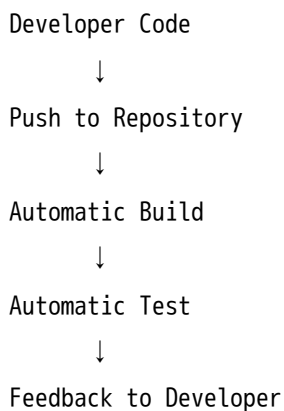 Developer Code
↓
Push to Repository
↓
Automatic Build
↓
Automatic Test
↓
Feedback to Developer